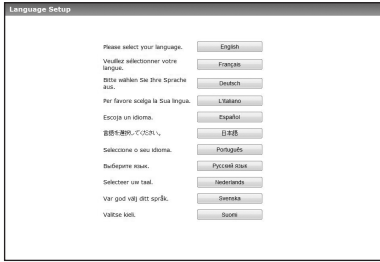 Language Setup
Please select your language.
English
Veuillez sélectionner votre
langue.
Français
Bitte wählen Sie Ihre Sprache
aus.
Deutsch
Per favore scelga la Sua lingua.
L'Italiano
Escoja un idioma.
Español
言語を選択してください。
日本語
Seleccione o seu idioma.
Português
Выберите язык.
Русский язык
Selecteer uw taal.
Nederlands
Var god välj ditt språk.
Svenska
Valitse kieli.
Suomi